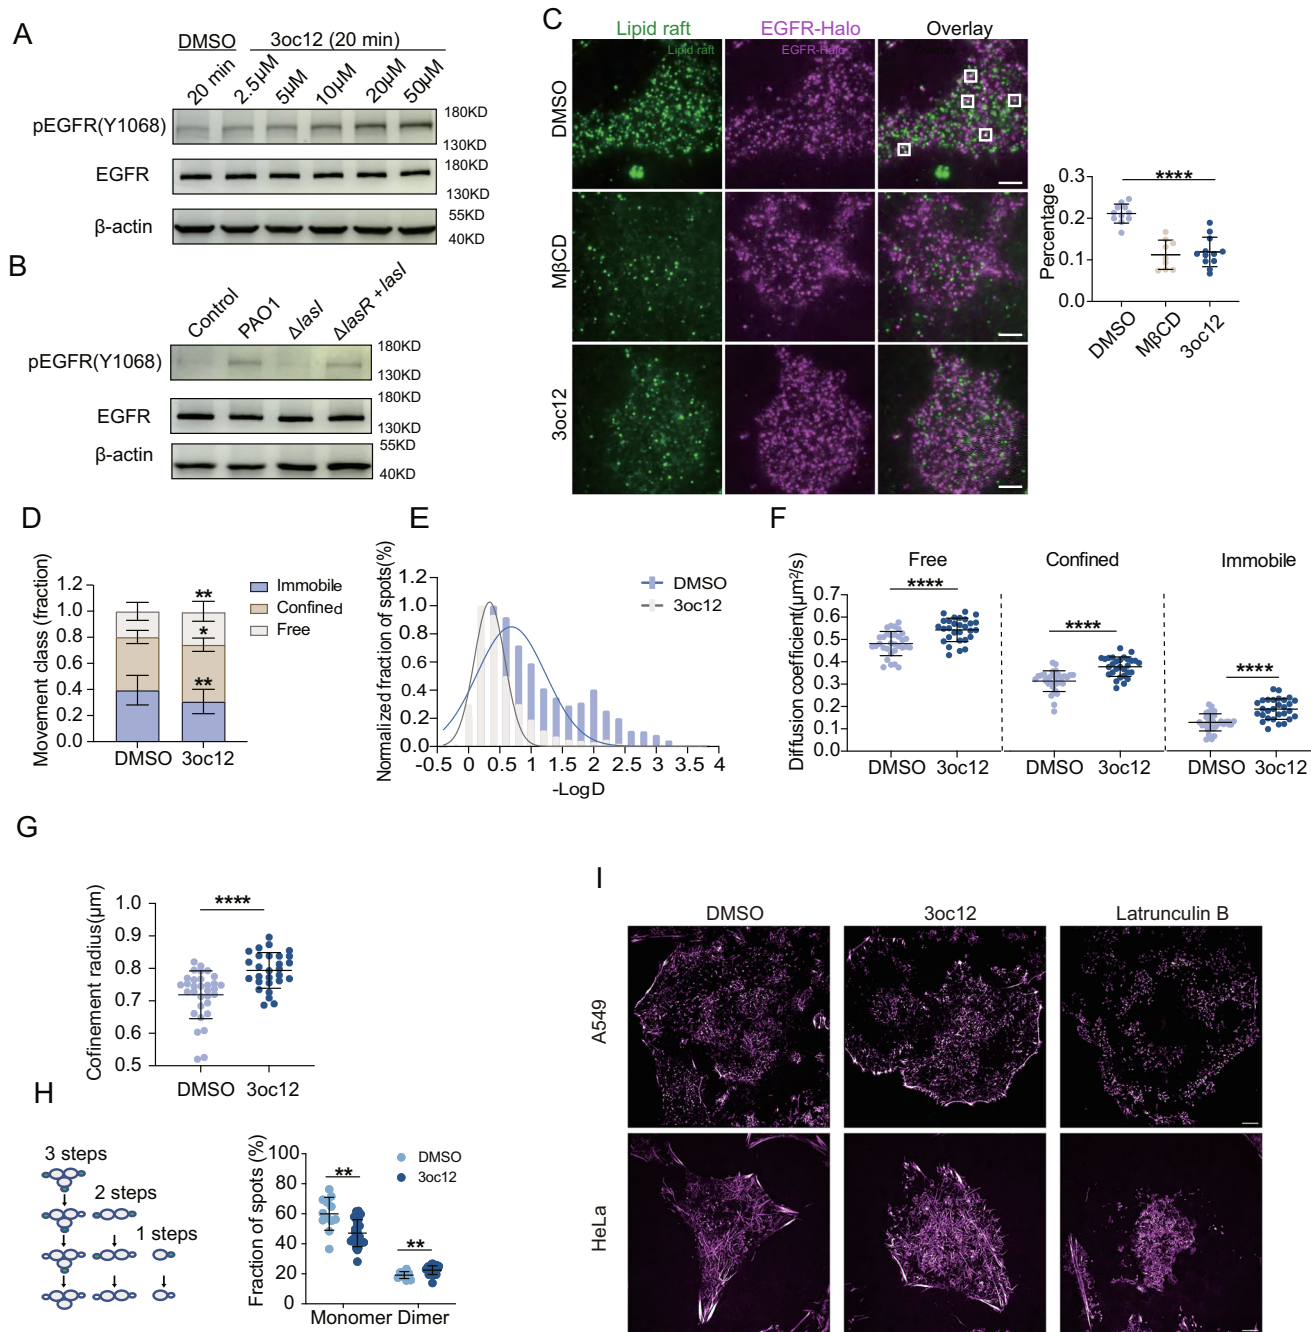 A
DMSO
3oc12 (20 min)
20 min
2.5μM
5μM
10μM
20μM
50μM
pEGFR(Y1068)
180KD
130KD
EGFR
180KD
130KD
β-actin
55KD
40KD
B
Control
PAO1
ΔlasI
ΔlasR +lasI
pEGFR(Y1068)
180KD
130KD
EGFR
180KD
130KD
β-actin
55KD
40KD
C
Lipid raft
EGFR-Halo
Overlay
Lipid raft
EGFR-Halo
Overlay
DMSO
MβCD
3oc12
Percentage
0.3
0.2
0.1
0.0
****
DMSO
MβCD
3oc12
D
Movement class (fraction)
1.2
1.0
0.8
0.6
0.4
0.2
0.0
**
*
**
DMSO 3oc12
Immobile
Confined
Free
E
Normalized fraction of spots(%)
1.2
1.0
0.8
0.6
0.4
0.2
0.0
-0.5 0 0.5 1 1.5 2 2.5 3 3.5 4
-LogD
DMSO
3oc12
F
Diffusion coefficient(μm²/s)
0.7
0.6
0.5
0.4
0.3
0.2
0.1
0.0
Free
Confined
Immobile
****
****
****
DMSO 3oc12
DMSO 3oc12
DMSO 3oc12
G
Cofinement radius(μm)
1.0
0.9
0.8
0.7
0.6
0.5
****
DMSO 3oc12
H
3 steps
2 steps
1 steps
Fraction of spots (%)
100
80
60
40
20
0
**
**
DMSO
3oc12
Monomer Dimer
I
DMSO
3oc12
Latrunculin B
A549
HeLa